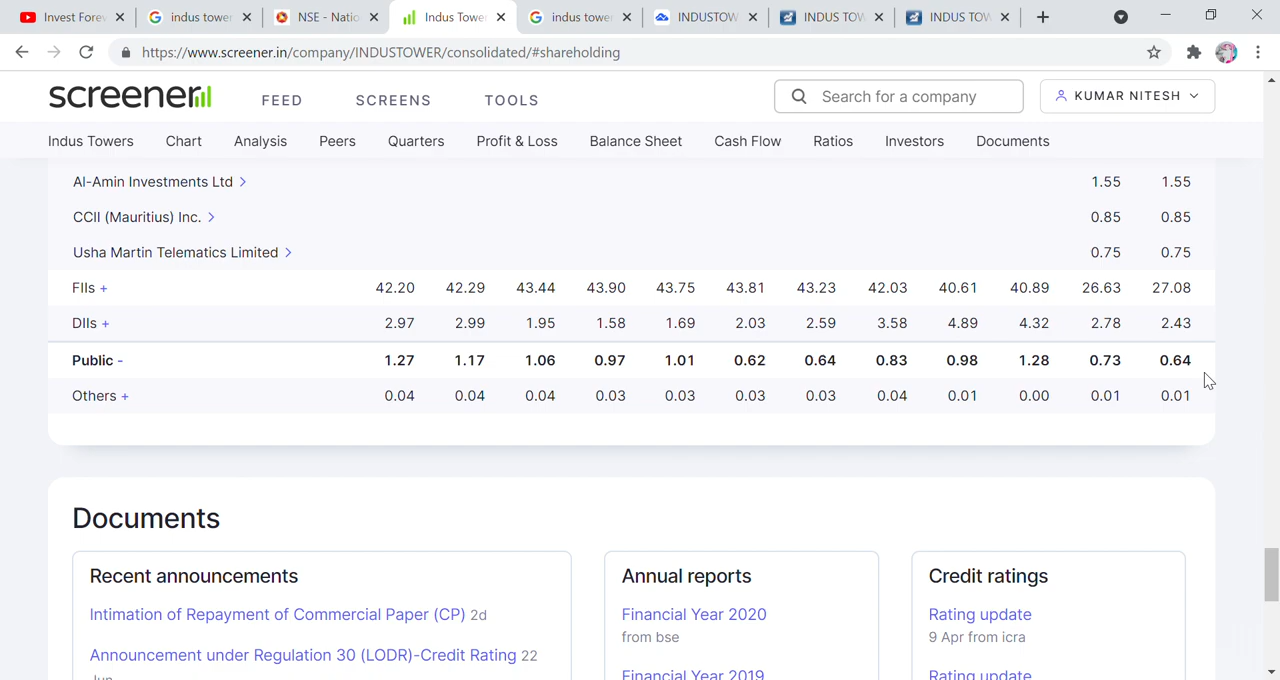 Invest Forev
indus tower
NSE - Natio
Indus Tower
indus tower
INDUSTOW
INDUS TOW
INDUS TOW
https://www.screener.in/company/INDUSTOWER/consolidated/#shareholding
screener
FEED SCREENS TOOLS
Search for a company
KUMAR NITESH
Indus Towers Chart Analysis Peers Quarters Profit & Loss Balance Sheet Cash Flow Ratios Investors Documents
Al-Amin Investments Ltd > 1.55 1.55
CCII (Mauritius) Inc. > 0.85 0.85
Usha Martin Telematics Limited > 0.75 0.75
FIIs + 42.20 42.29 43.44 43.90 43.75 43.81 43.23 42.03 40.61 40.89 26.63 27.08
DIIs + 2.97 2.99 1.95 1.58 1.69 2.03 2.59 3.58 4.89 4.32 2.78 2.43
Public - 1.27 1.17 1.06 0.97 1.01 0.62 0.64 0.83 0.98 1.28 0.73 0.64
Others + 0.04 0.04 0.04 0.03 0.03 0.03 0.03 0.04 0.01 0.00 0.01 0.01
Documents
Recent announcements
Intimation of Repayment of Commercial Paper (CP) 2d
Announcement under Regulation 30 (LODR)-Credit Rating 22
Jun
Annual reports
Financial Year 2020
from bse
Financial Year 2019
Credit ratings
Rating update
9 Apr from icra
Rating update